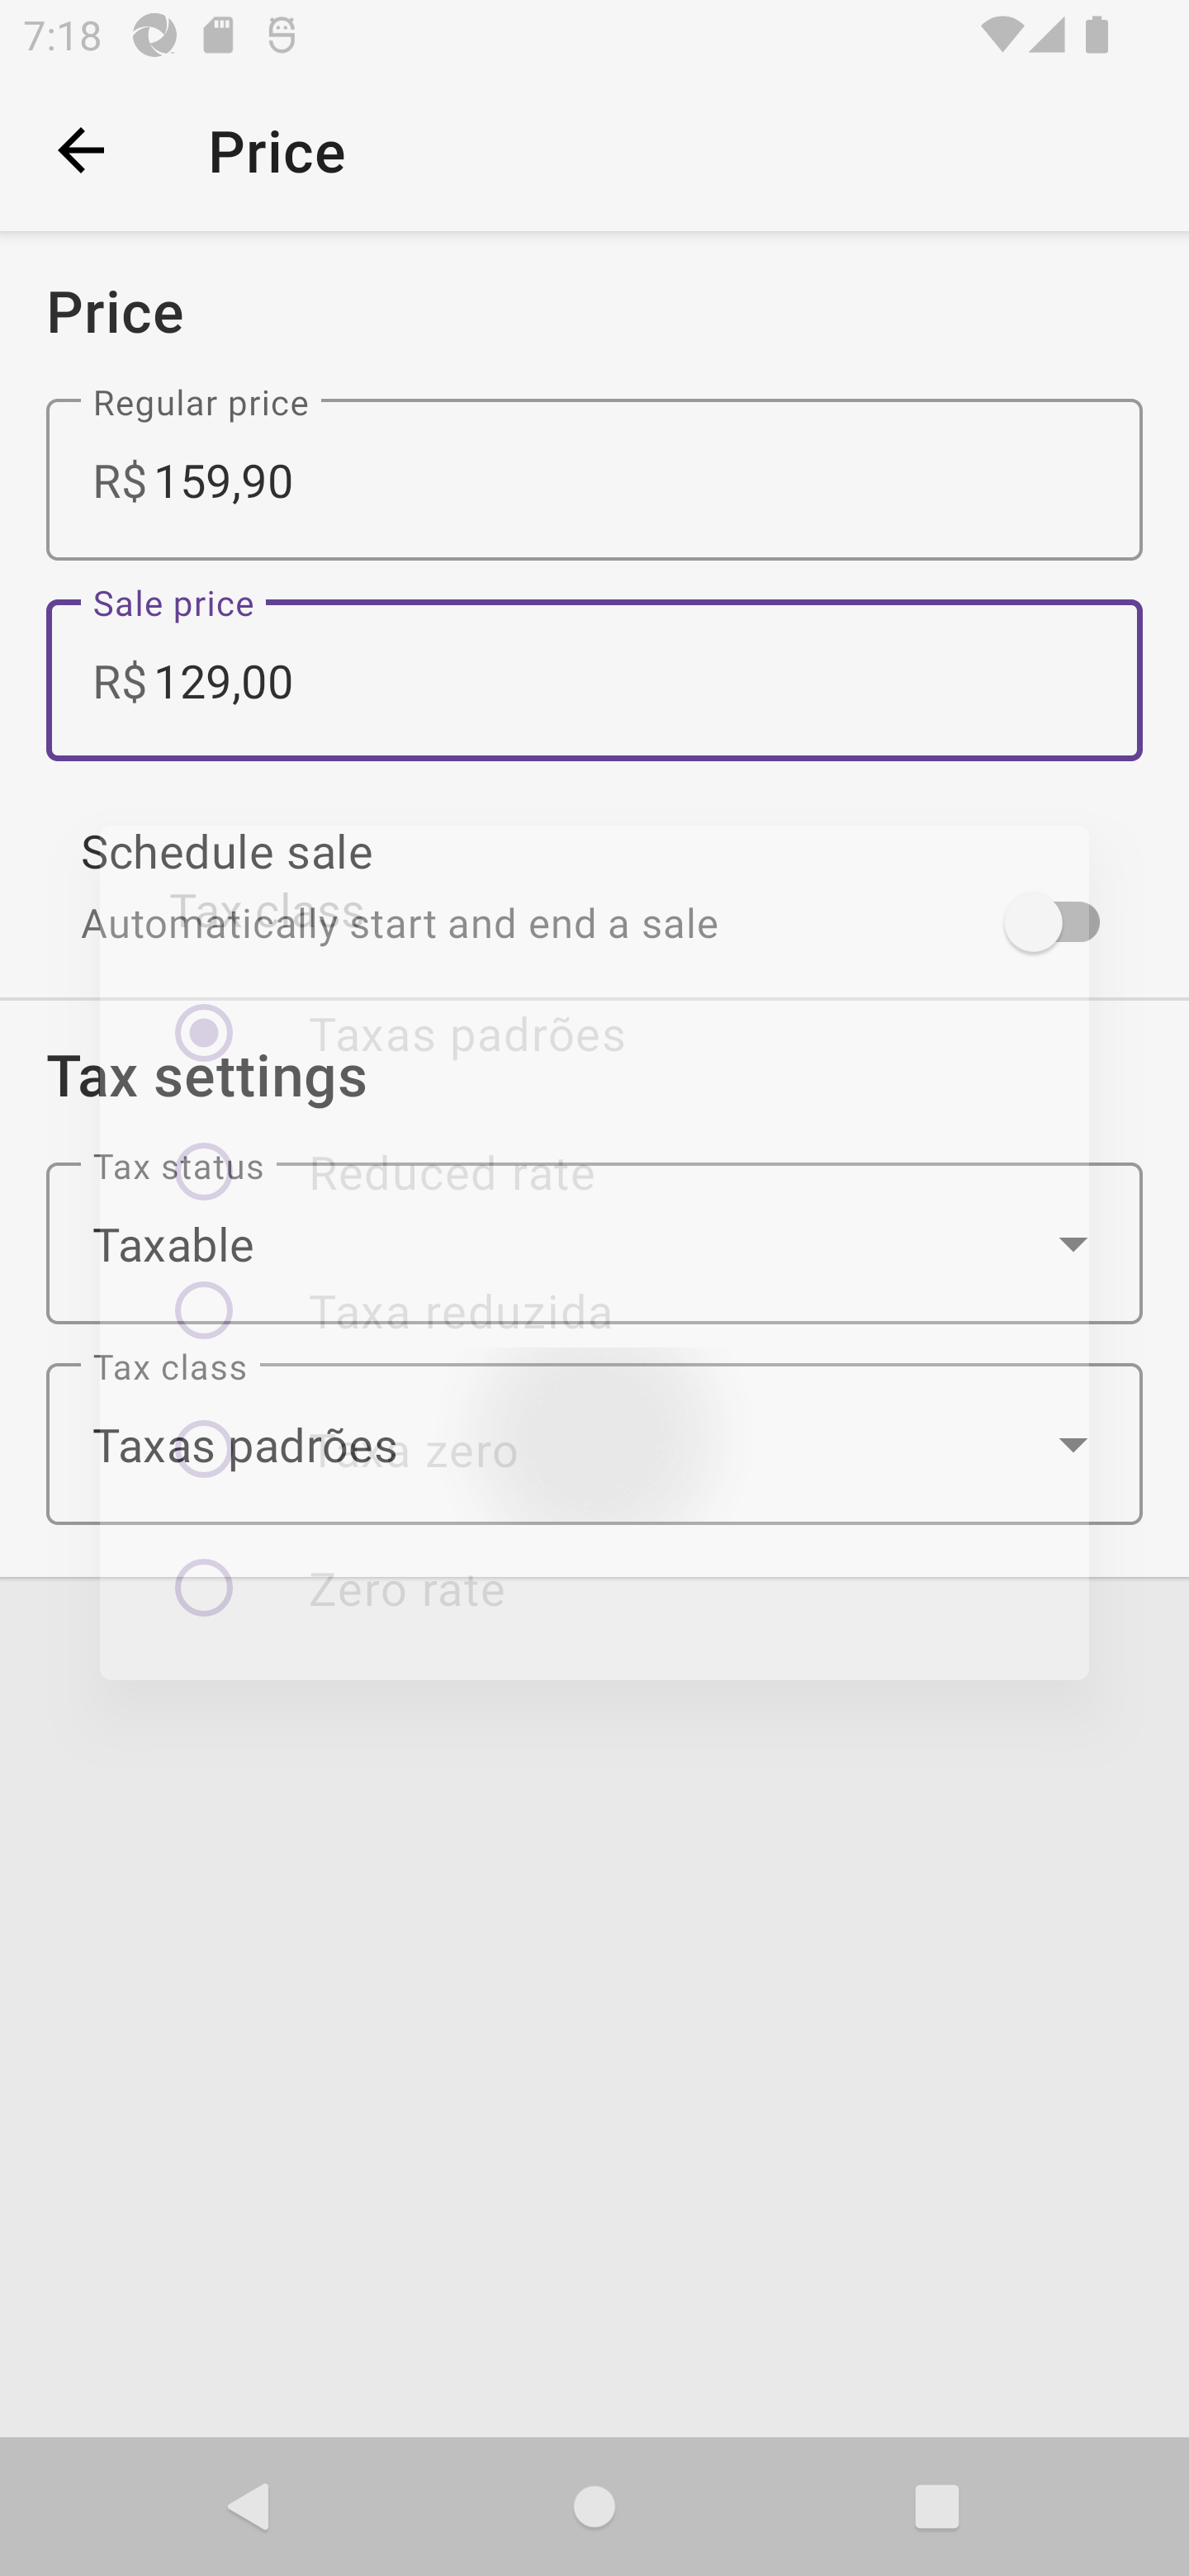 7:18
Price
Price
Regular price
R$ 159,90
Sale price
R$ 129,00
Schedule sale
Automatically start and end a sale
Tax class
Taxas padrões
Tax settings
Tax status
Reduced rate
Taxable
Taxa reduzida
Tax class
Taxas padrões
Taxa zero
Zero rate